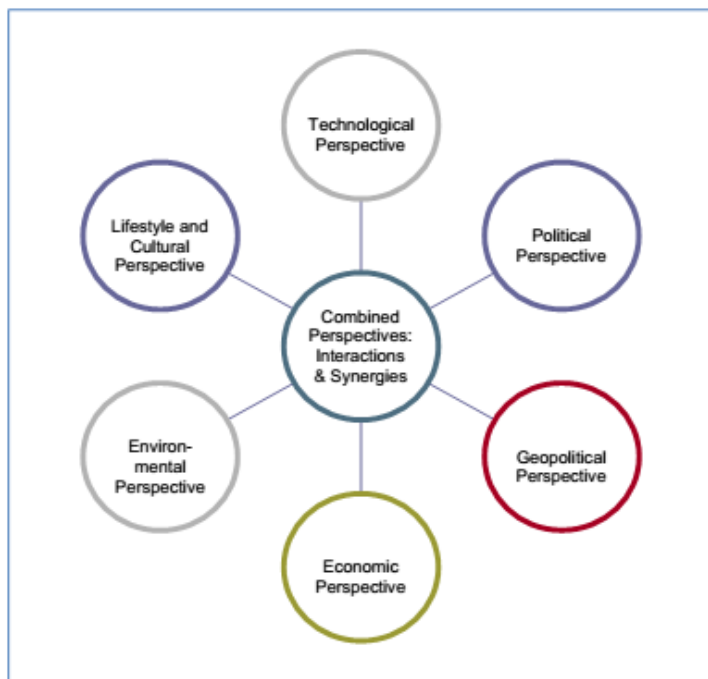 Technological
Perspective
Lifestyle and
Cultural
Perspective
Political
Perspective
Combined
Perspectives:
Interactions
& Synergies
Environ-
mental
Perspective
Geopolitical
Perspective
Economic
Perspective